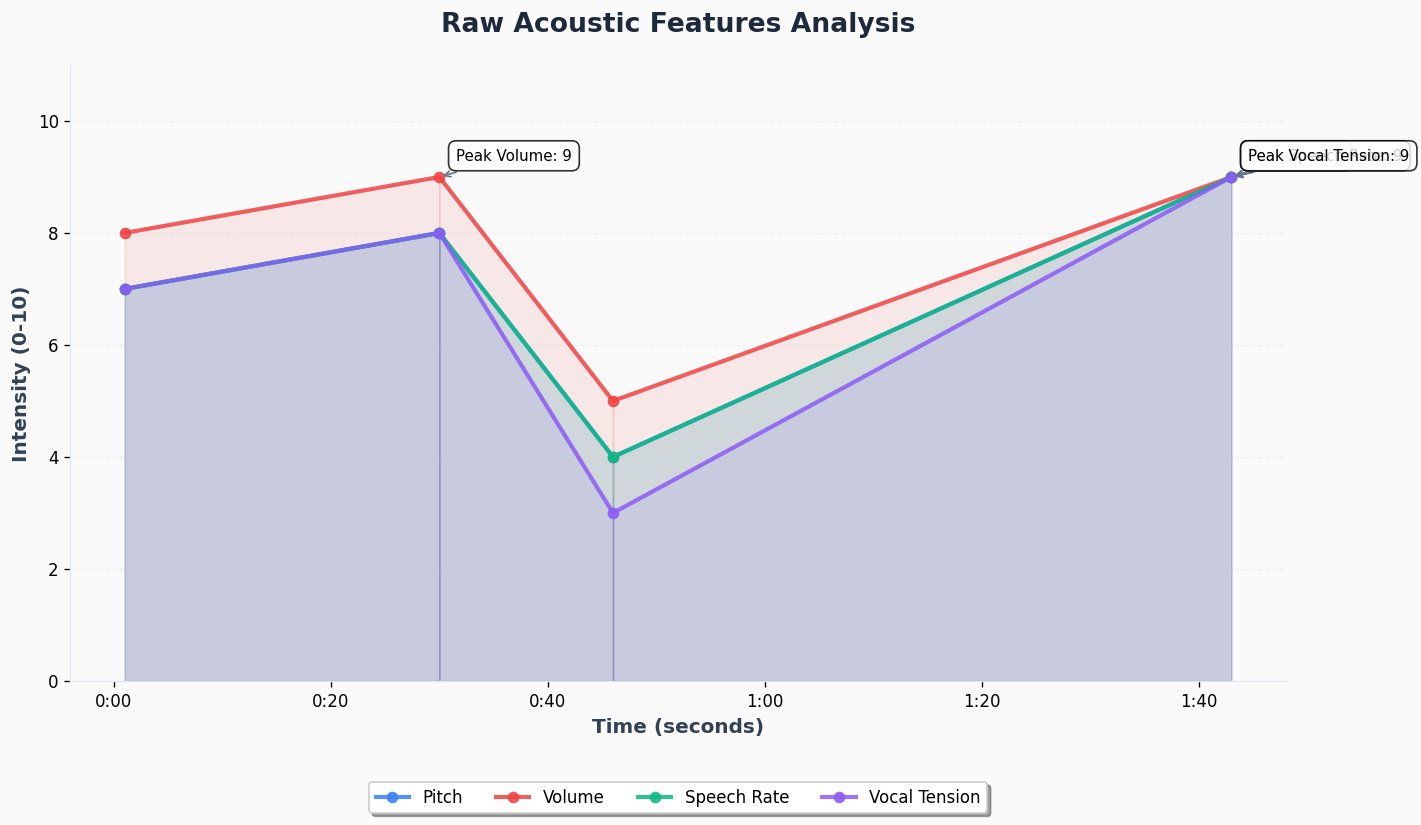 Raw Acoustic Features Analysis
10
8
6
4
2
0
Intensity (0-10)
Peak Volume: 9
Peak Vocal Tension: 9
0:00 0:20 0:40 1:00 1:20 1:40
Time (seconds)
Pitch Volume Speech Rate Vocal Tension